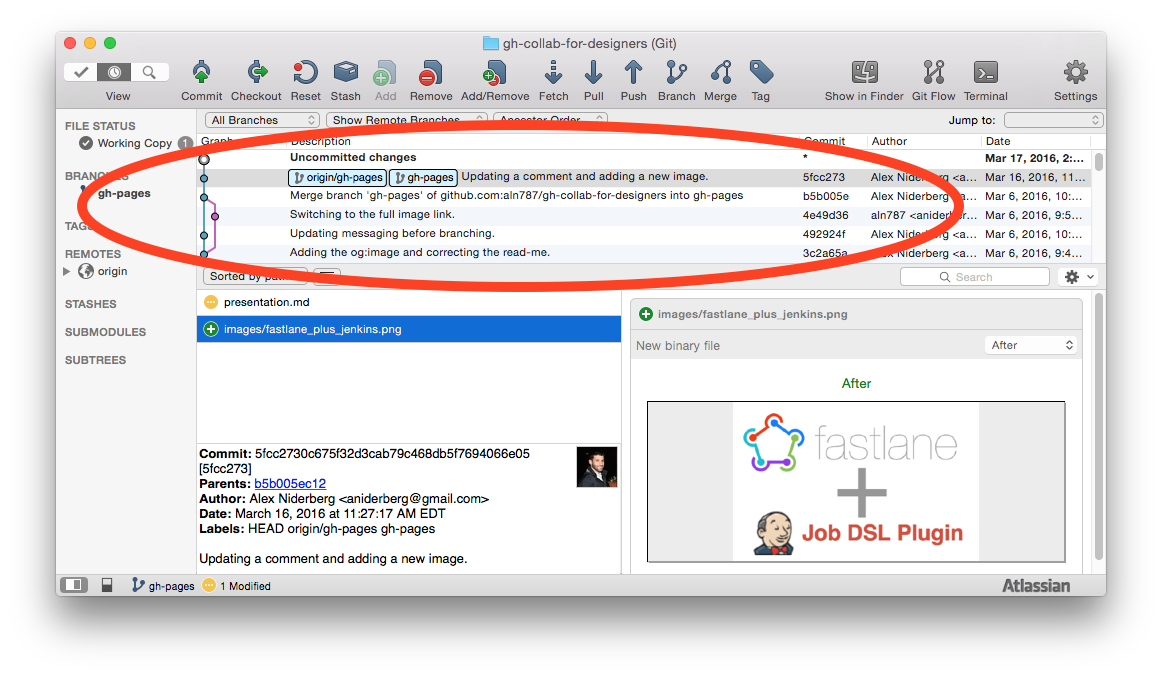 gh-collab-for-designers (Git)
View Commit Checkout Reset Stash Add Remove Add/Remove Fetch Pull Push Branch Merge Tag Show in Finder Git Flow Terminal Settings
All Branches Show Remote Branches Ancestor Order Jump to:
FILE STATUS
Working Copy 1
BRANCHES
gh-pages
TAGS
REMOTES
origin
STASHES
SUBMODULES
SUBTREES
Graph Description Commit Author Date
Uncommitted changes * Mar 17, 2016, 2:...
origin/gh-pages gh-pages Updating a comment and adding a new image. 5fcc273 Alex Niderberg <a... Mar 16, 2016, 11...
Merge branch 'gh-pages' of github.com:aln787/gh-collab-for-designers into gh-pages b5b005e Alex Niderberg <a... Mar 6, 2016, 10:...
Switching to the full image link. 4e49d36 aln787 <aniderber... Mar 6, 2016, 9:5...
Updating messaging before branching. 492924f Alex Niderberg <a... Mar 6, 2016, 10:...
Adding the og:image and correcting the read-me. 3c2a65a Alex Niderberg <a... Mar 6, 2016, 9:4...
Sorted by Search
presentation.md
images/fastlane_plus_jenkins.png
Commit: 5fcc2730c675f32d3cab79c468db5f7694066e05
[5fcc273]
Parents: b5b005ec12
Author: Alex Niderberg <aniderberg@gmail.com>
Date: March 16, 2016 at 11:27:17 AM EDT
Labels: HEAD origin/gh-pages gh-pages
Updating a comment and adding a new image.
images/fastlane_plus_jenkins.png
New binary file After
After
fastlane
Job DSL Plugin
gh-pages 1 Modified Atlassian